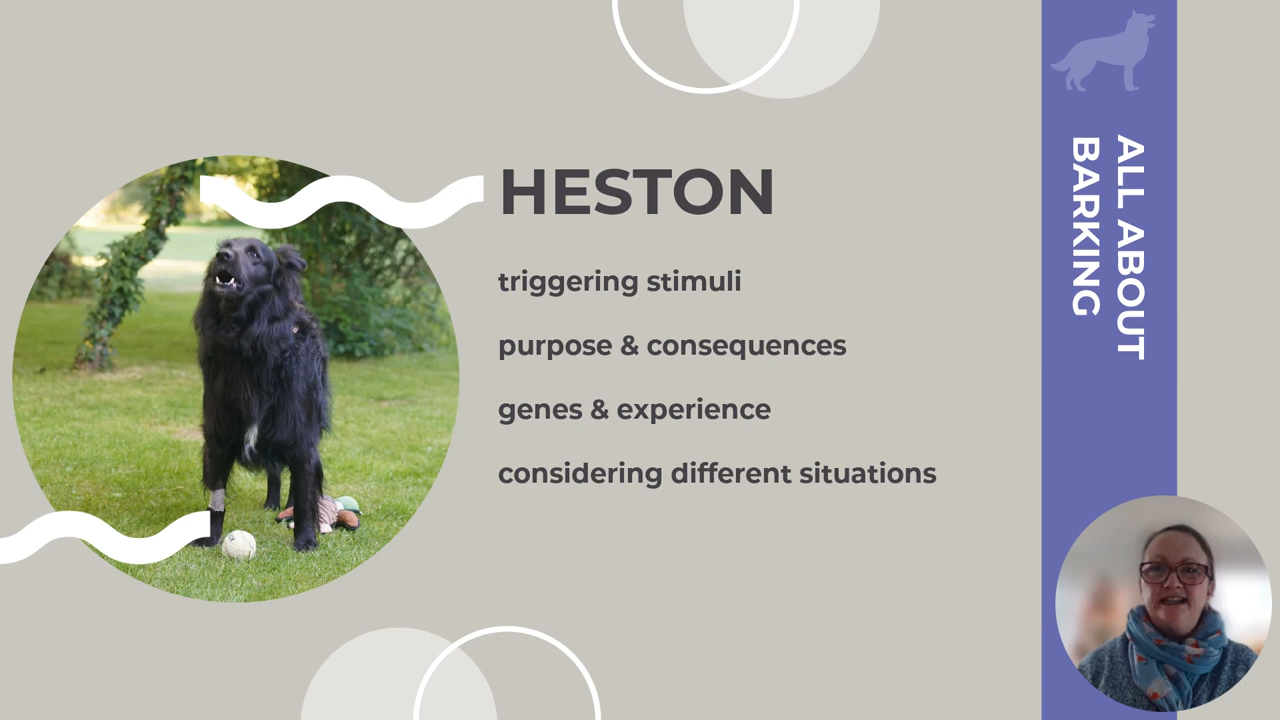 HESTON
triggering stimuli
purpose & consequences
genes & experience
considering different situations
ALL ABOUT
BARKING